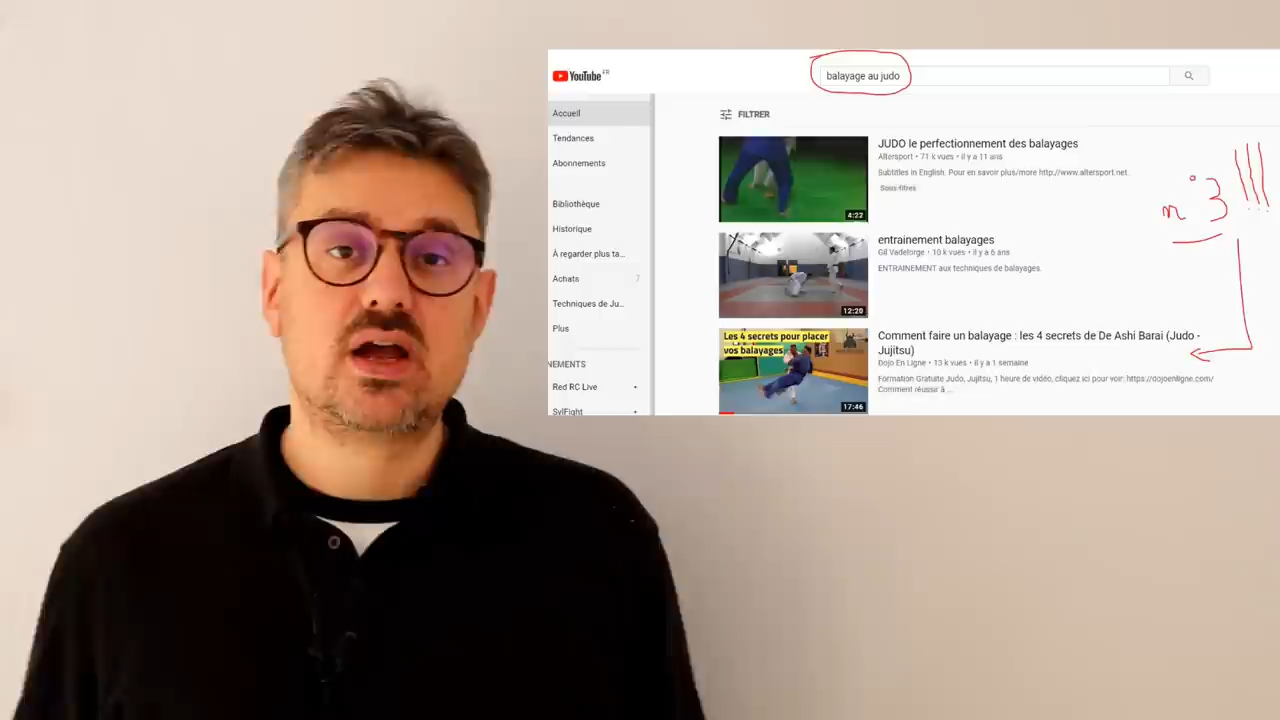 YouTube FR
balayage au judo
Accueil
Tendances
Abonnements
Bibliothèque
Historique
À regarder plus ta...
Achats 7
Techniques de Ju...
Plus
NEMENTS
Red RC Live
SylFight
FILTRER
JUDO le perfectionnement des balayages
Altersport • 71 k vues • il y a 11 ans
Subtitles in English. Pour en savoir plus/more http://www.altersport.net.
Sous-titres
4:22
entrainement balayages
Gil Vadeforge • 10 k vues • il y a 6 ans
ENTRAINEMENT aux techniques de balayages.
12:20
Les 4 secrets pour placer
vos balayages
17:46
Comment faire un balayage : les 4 secrets de De Ashi Barai (Judo -
Jujitsu)
Dojo En Ligne • 13 k vues • il y a 1 semaine
Formation Gratuite Judo, Jujitsu, 1 heure de vidéo, cliquez ici pour voir: https://dojoenligne.com/
Comment réussir à ...
n°3 !!!!